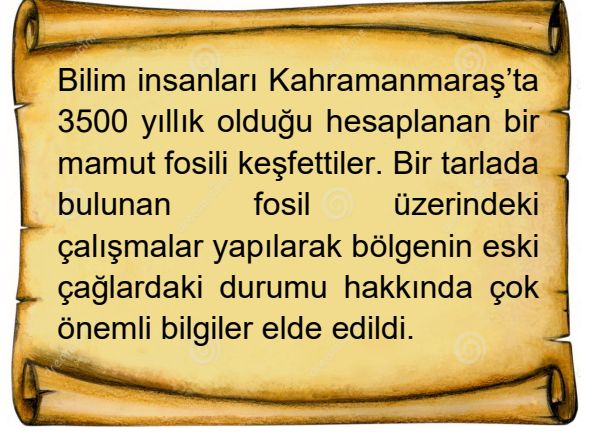 Bilim insanları Kahramanmaraş’ta
3500 yıllık olduğu hesaplanan bir
mamut fosili keşfettiler. Bir tarlada
bulunan fosil üzerindeki
çalışmalar yapılarak bölgenin eski
çağlardaki durumu hakkında çok
önemli bilgiler elde edildi.